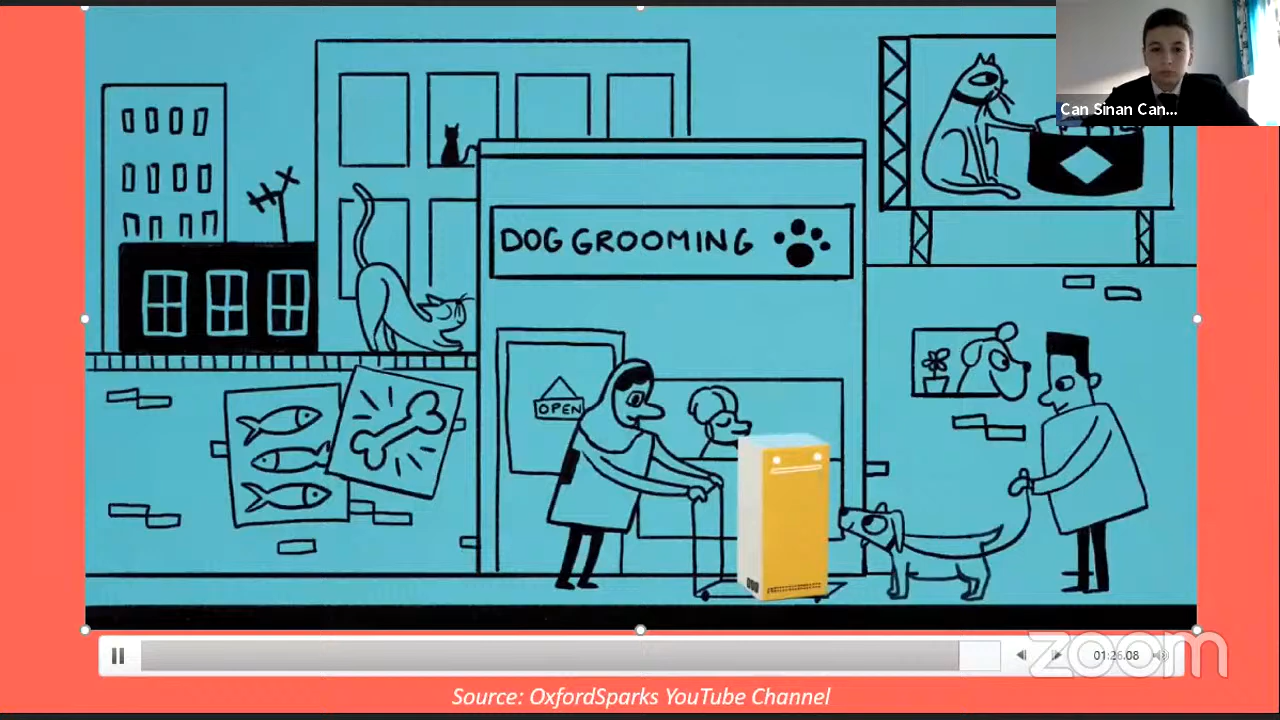 Can Sinan Can...
DOG GROOMING
OPEN
zoom
01:26.08
Source: OxfordSparks YouTube Channel